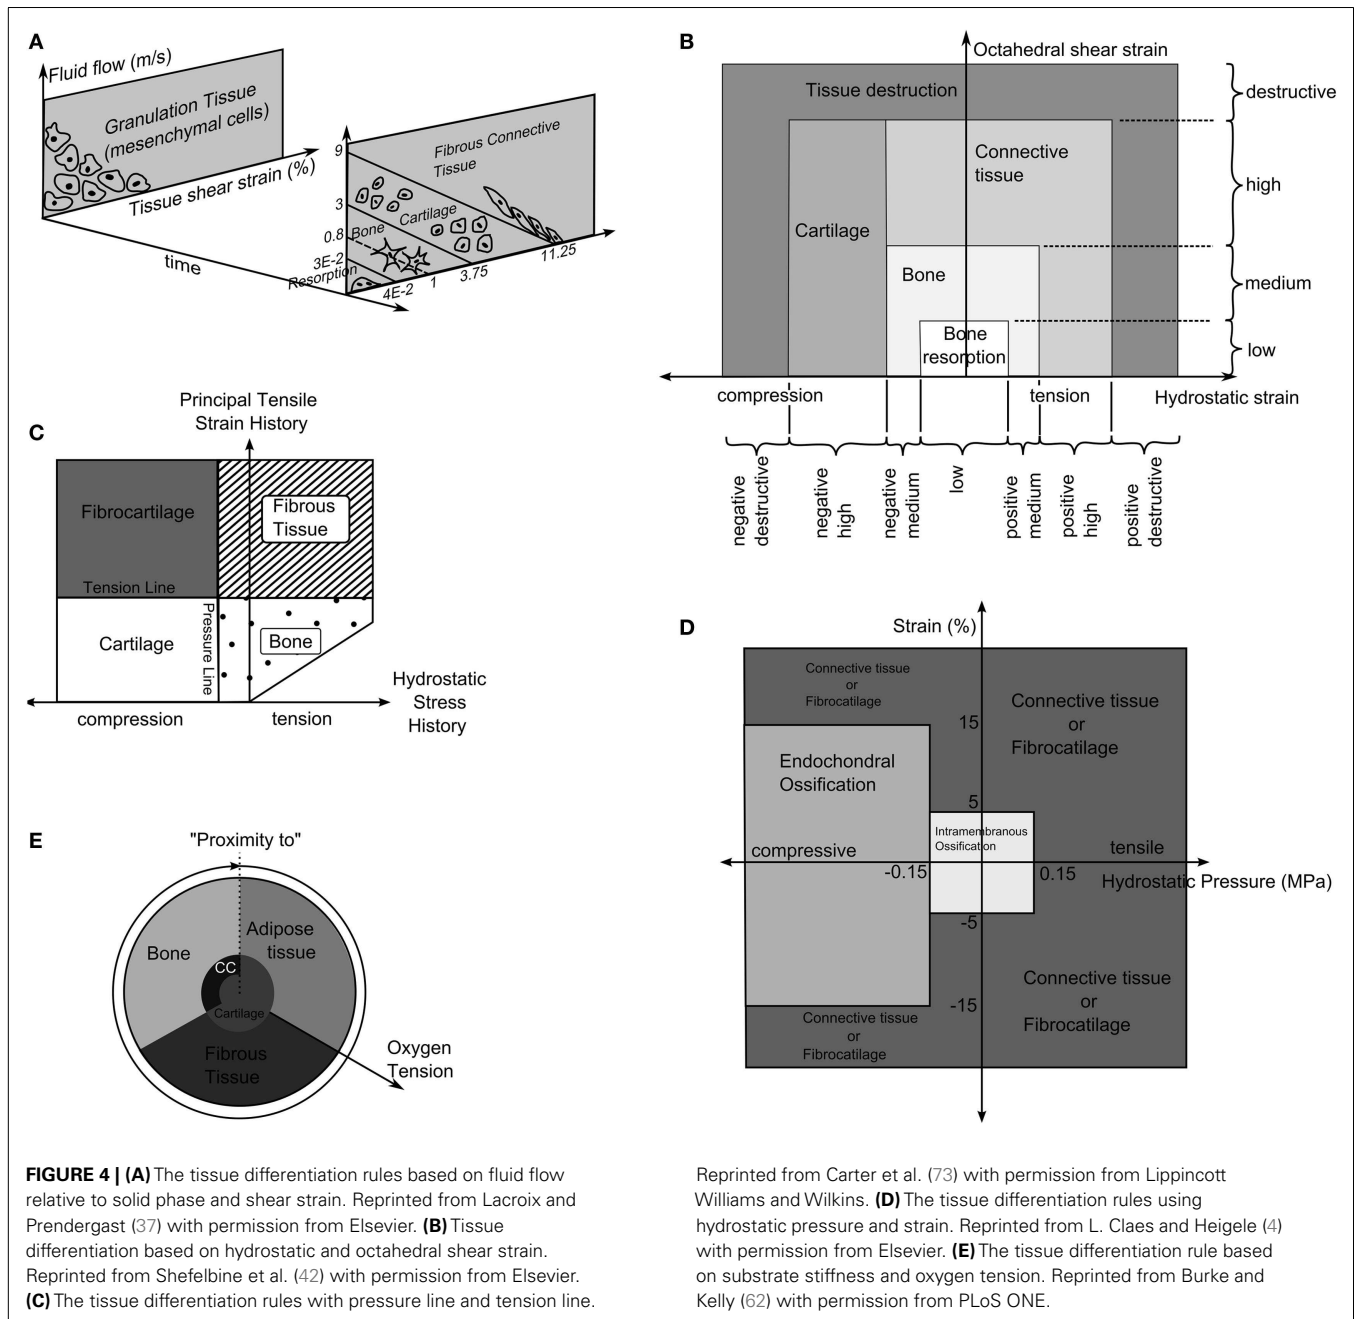 A
Fluid flow (m/s)
Granulation Tissue
(mesenchymal cells)
Tissue shear strain (%)
time
9
3
0.8
3E-2
Resorption
Bone
Cartilage
Fibrous Connective
Tissue
4E-2
1
3.75
11.25
B
Octahedral shear strain
Tissue destruction
destructive
Connective
tissue
high
Cartilage
Bone
medium
Bone
resorption
low
compression
tension
Hydrostatic strain
negative
destructive
negative
high
negative
medium
low
positive
medium
positive
high
positive
destructive
C
Principal Tensile
Strain History
Fibrocartilage
Fibrous
Tissue
Tension Line
Pressure Line
Cartilage
Bone
Hydrostatic
Stress
History
compression
tension
D
Strain (%)
Connective tissue
or
Fibrocatilage
Connective tissue
or
Fibrocatilage
15
Endochondral
Ossification
5
Intramembranous
Ossification
compressive
tensile
-0.15
0.15
Hydrostatic Pressure (MPa)
-5
-15
Connective tissue
or
Fibrocatilage
Connective tissue
or
Fibrocatilage
E
"Proximity to"
Bone
Adipose
tissue
CC
Cartilage
Fibrous
Tissue
Oxygen
Tension
FIGURE 4 | (A) The tissue differentiation rules based on fluid flow
relative to solid phase and shear strain. Reprinted from Lacroix and
Prendergast (37) with permission from Elsevier. (B) Tissue
differentiation based on hydrostatic and octahedral shear strain.
Reprinted from Shefelbine et al. (42) with permission from Elsevier.
(C) The tissue differentiation rules with pressure line and tension line.
Reprinted from Carter et al. (73) with permission from Lippincott
Williams and Wilkins. (D) The tissue differentiation rules using
hydrostatic pressure and strain. Reprinted from L. Claes and Heigele (4)
with permission from Elsevier. (E) The tissue differentiation rule based
on substrate stiffness and oxygen tension. Reprinted from Burke and
Kelly (62) with permission from PLoS ONE.